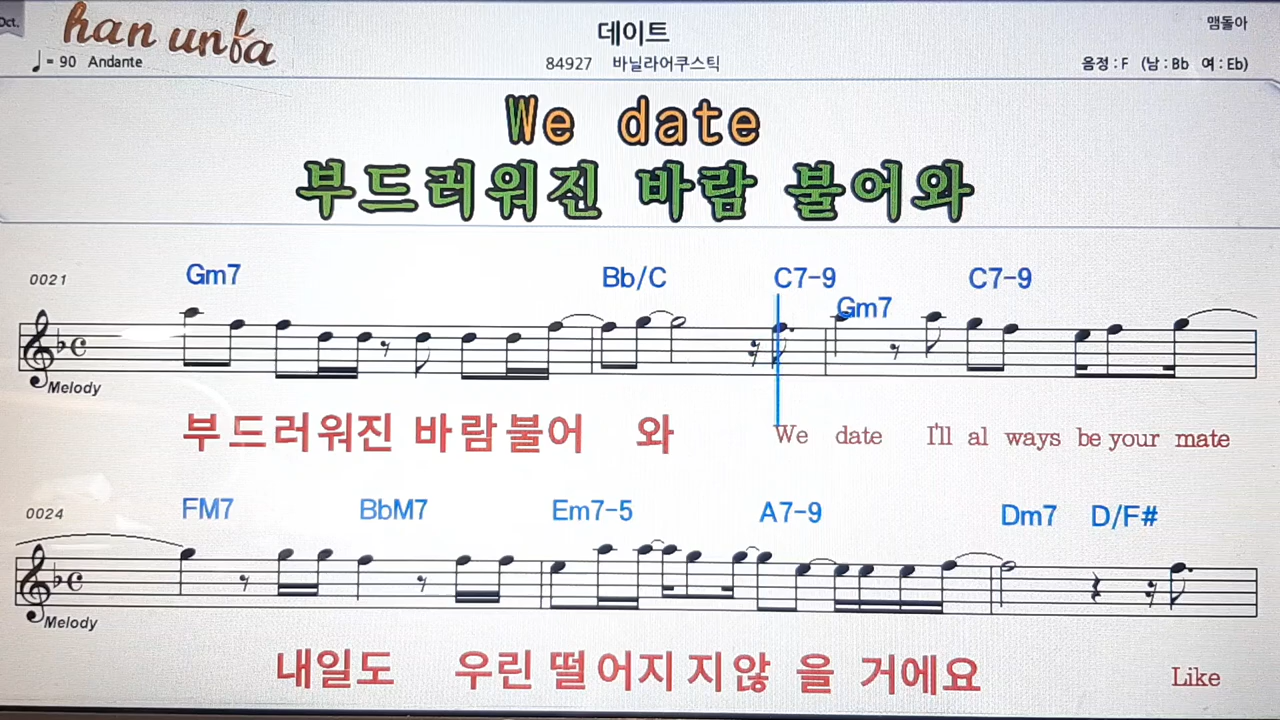 Oct.
han unfa
데이트
맴돌아
♩= 90 Andante
84927 바닐라어쿠스틱
음정 : F (남 : Bb 여 : Eb)
We date
부드러워진 바람 불어와
0021 Gm7 Bb/C C7-9 Gm7 C7-9
Melody
부드러워진 바람불어 와 We date I'll al ways be your mate
0024 FM7 BbM7 Em7-5 A7-9 Dm7 D/F#
Melody
내일도 우린 떨어지지않 을 거에요 Like